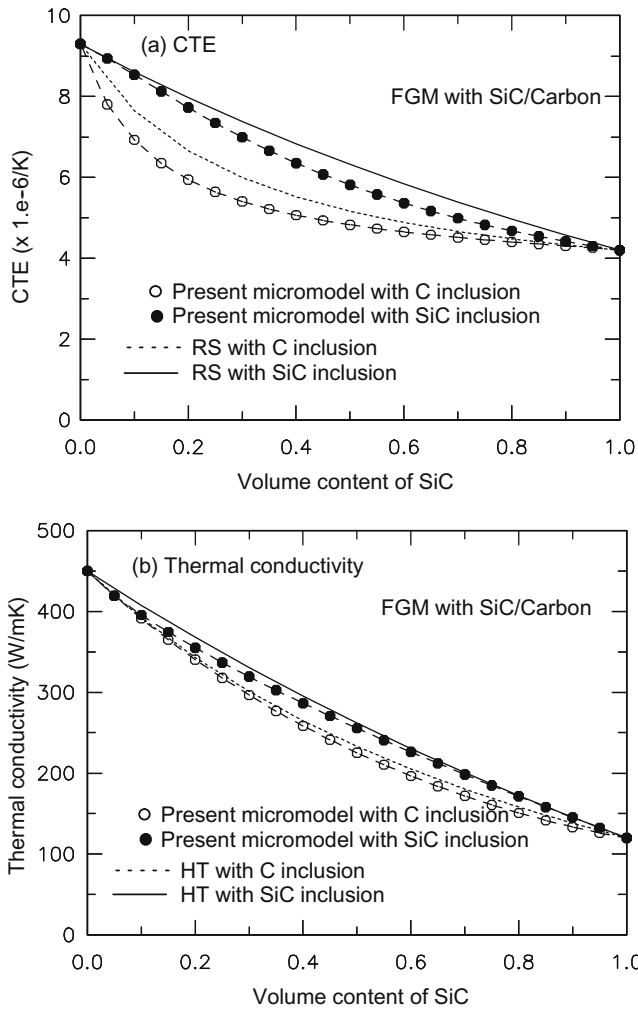 10
(a) CTE
8
FGM with SiC/Carbon
6
CTE (x 1.e-6/K)
4
Present micromodel with C inclusion
Present micromodel with SiC inclusion
2
RS with C inclusion
RS with SiC inclusion
0
0.0 0.2 0.4 0.6 0.8 1.0
Volume content of SiC
500
(b) Thermal conductivity
400
FGM with SiC/Carbon
300
Thermal conductivity (W/mK)
200
Present micromodel with C inclusion
Present micromodel with SiC inclusion
100
HT with C inclusion
HT with SiC inclusion
0
0.0 0.2 0.4 0.6 0.8 1.0
Volume content of SiC